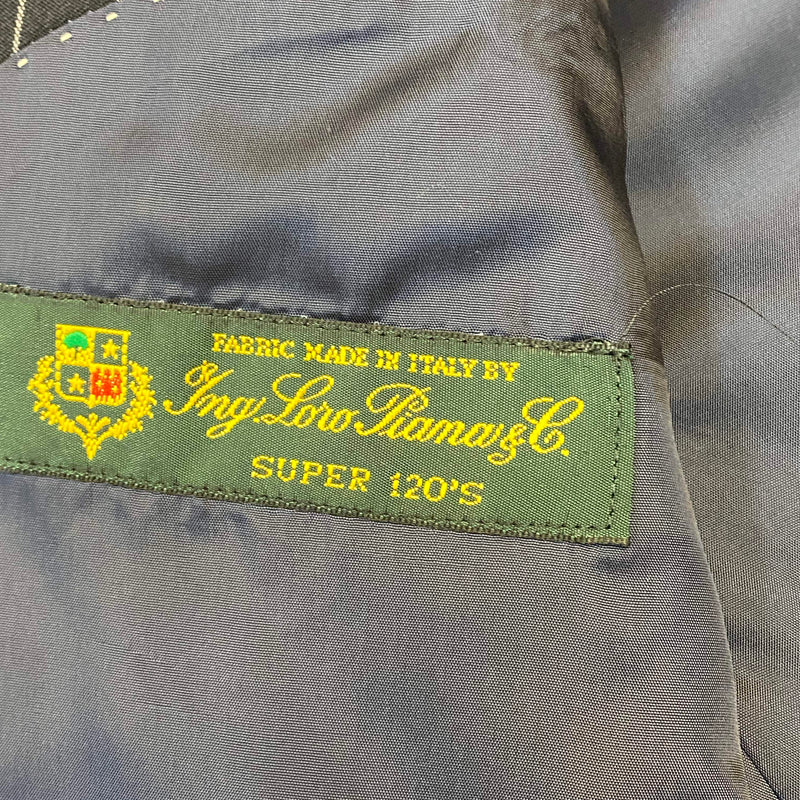 FABRIC MADE IN ITALY BY
Ing. Loro Piana & C.
SUPER 120'S